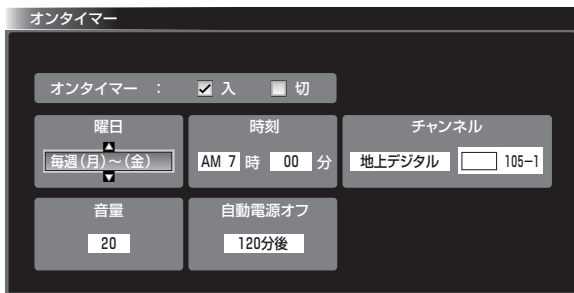 オンタイマー
オンタイマー ： 入 切
曜日
毎週(月)～(金)
時刻
AM 7 時 00 分
チャンネル
地上デジタル 105-1
音量
20
自動電源オフ
120分後